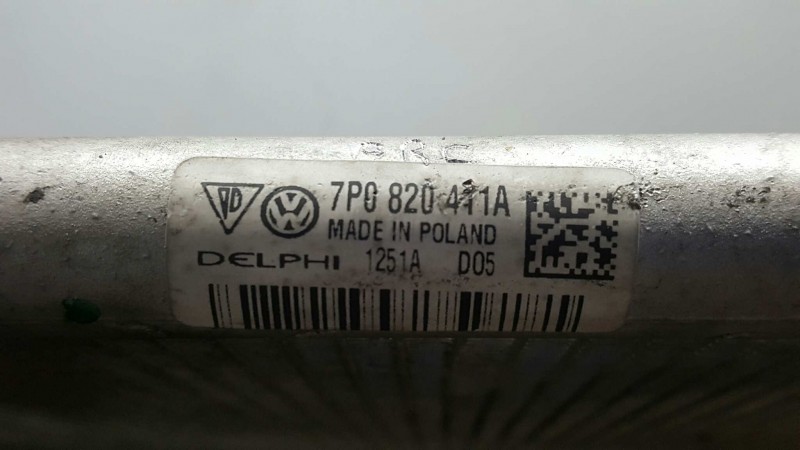 7P0 820 411A
MADE IN POLAND
DELPHI 1251A D05